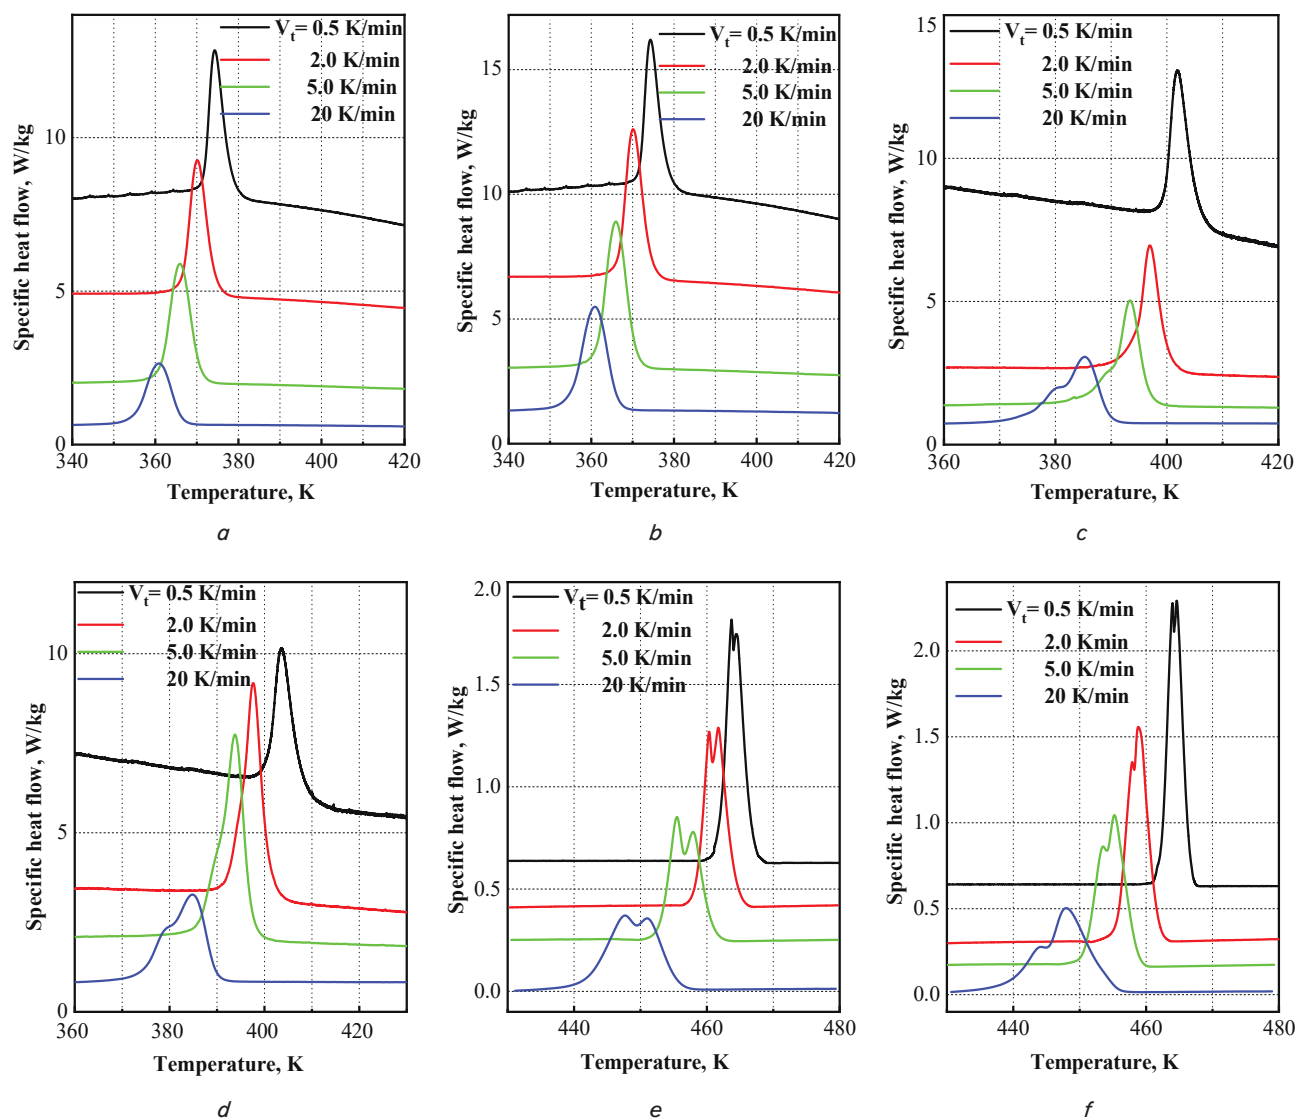 V_t= 0.5 K/min
2.0 K/min
5.0 K/min
20 K/min
10
5
0
340 360 380 400 420
Specific heat flow, W/kg
Temperature, K
a
V_t= 0.5 K/min
2.0 K/min
5.0 K/min
20 K/min
15
10
5
0
340 360 380 400 420
Specific heat flow, W/kg
Temperature, K
b
V_t= 0.5 K/min
2.0 K/min
5.0 K/min
20 K/min
15
10
5
0
360 380 400 420
Specific heat flow, W/kg
Temperature, K
c
V_t= 0.5 K/min
2.0 K/min
5.0 K/min
20 K/min
10
5
0
360 380 400 420
Specific heat flow, W/kg
Temperature, K
d
Vt= 0.5 K/min
2.0 K/min
5.0 K/min
20 K/min
2.0
1.5
1.0
0.5
0.0
440 460 480
Specific heat flow, W/kg
Temperature, K
e
V_t= 0.5 K/min
2.0 Kmin
5.0 K/min
20 K/min
2.0
1.5
1.0
0.5
0.0
440 460 480
Specific heat flow, W/kg
Temperature, K
f